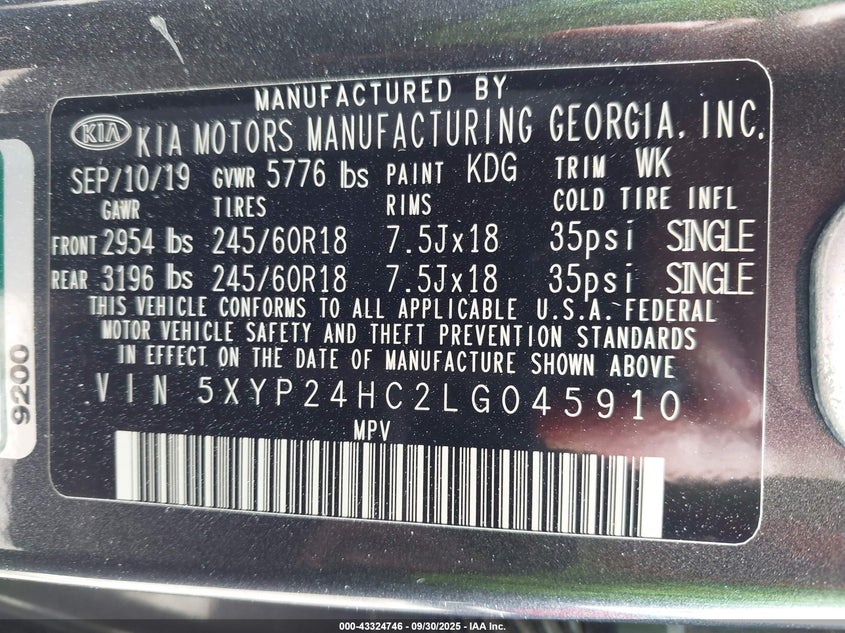 MANUFACTURED BY
KIA KIA MOTORS MANUFACTURING GEORGIA, INC.
SEP/10/19 GVWR 5776 lbs PAINT KDG TRIM WK
GAWR TIRES RIMS COLD TIRE INFL
FRONT 2954 lbs 245/60R18 7.5Jx18 35psi SINGLE
REAR 3196 lbs 245/60R18 7.5Jx18 35psi SINGLE
THIS VEHICLE CONFORMS TO ALL APPLICABLE U.S.A. FEDERAL
MOTOR VEHICLE SAFETY AND THEFT PREVENTION STANDARDS
IN EFFECT ON THE DATE OF MANUFACTURE SHOWN ABOVE
VIN 5XYP24HC2LG045910
MPV
9200
000-43324746 - 09/30/2025 - IAA Inc.